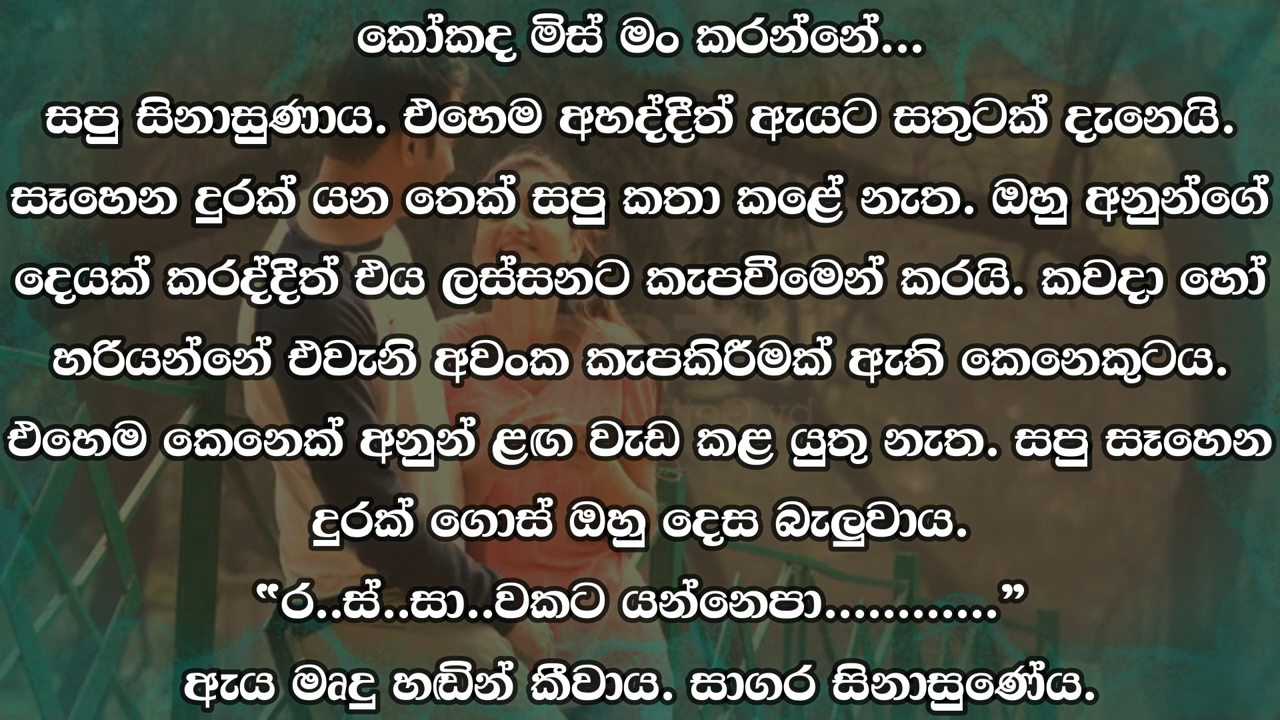 කෝකද මිස් මං කරන්නේ...
සපු සිනාසුණාය. එහෙම අහද්දීත් ඇයට සතුටක් දැනෙයි.
සෑහෙන දුරක් යන තෙක් සපු කතා කළේ නැත. ඔහු අනුන්ගේ
දෙයක් කරද්දීත් එය ලස්සනට කැපවීමෙන් කරයි. කවදා හෝ
හරියන්නේ එවැනි අවංක කැපකිරීමක් ඇති කෙනෙකුටය.
එහෙම කෙනෙක් අනුන් ළඟ වැඩ කළ යුතු නැත. සපු සෑහෙන
දුරක් ගොස් ඔහු දෙස බැලුවාය.
“ර..ස්..සා..වකට යන්නෙපා............”
ඇය මෘදු හඬින් කීවාය. සාගර සිනාසුණේය.